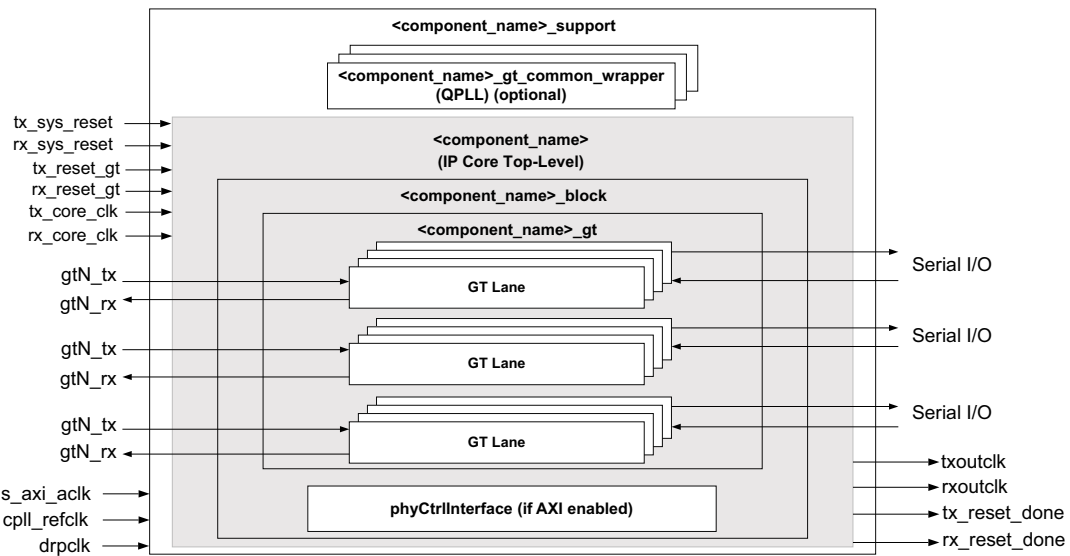 <component_name>_support
<component_name>_gt_common_wrapper
(QPLL) (optional)
tx_sys_reset
rx_sys_reset
tx_reset_gt
rx_reset_gt
tx_core_clk
rx_core_clk
<component_name>
(IP Core Top-Level)
<component_name>_block
<component_name>_gt
gtN_tx
gtN_rx
GT Lane
Serial I/O
gtN_tx
gtN_rx
GT Lane
Serial I/O
gtN_tx
gtN_rx
GT Lane
Serial I/O
s_axi_aclk
cpll_refclk
drpclk
phyCtrlInterface (if AXI enabled)
txoutclk
rxoutclk
tx_reset_done
rx_reset_done